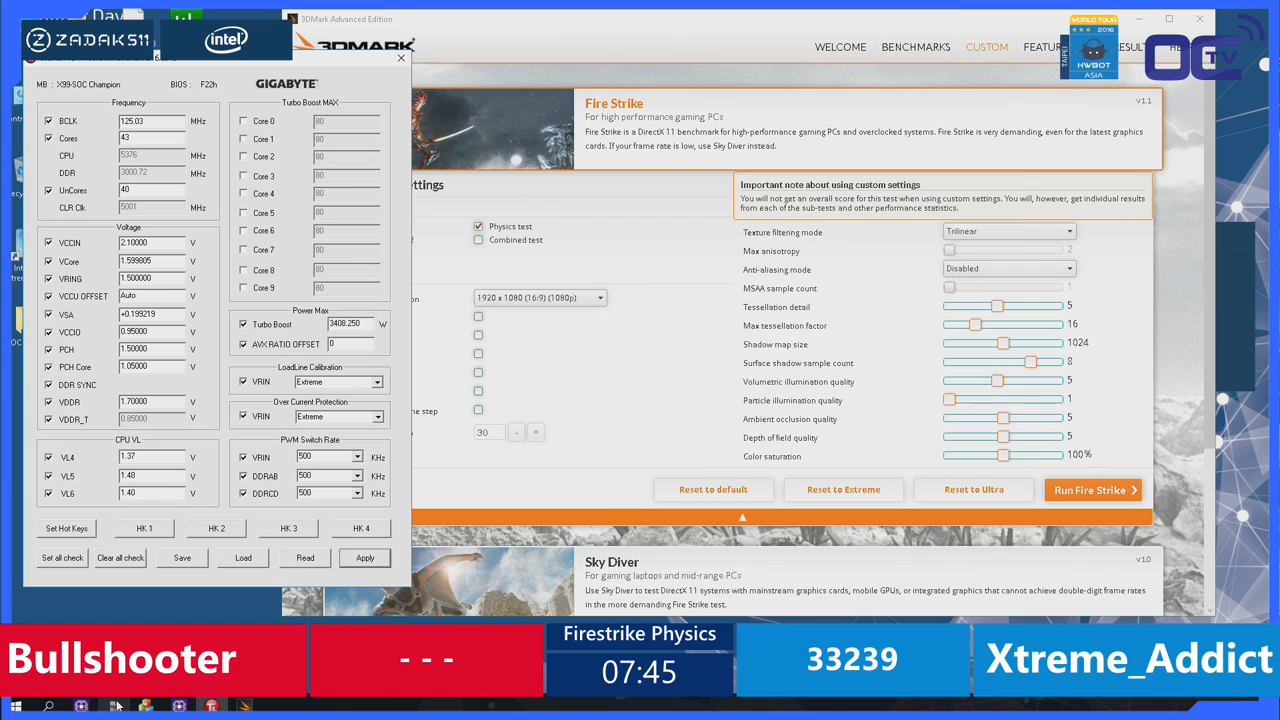 ZADAK511
intel
3DMark Advanced Edition
3DMARK
WELCOME BENCHMARKS CUSTOM
WORLD TOUR
2016
TAIPEI
HWBOT
ASIA
OC TV
MB : X99-SOC Champion BIOS : F22h GIGABYTE
Frequency
BCLK 125.03 MHz
Cores 43
CPU 5376 MHz
DDR 3000.72 MHz
UnCores 40
CLR Clk 5001 MHz
Voltage
VCCIN 2.10000 V
VCore 1.599805 V
VRING 1.500000 V
VCCU OFFSET Auto V
VSA +0.199219 V
VCCIO 0.95000 V
PCH 1.50000 V
PCH Core 1.05000 V
DDR SYNC
VDDR 1.70000 V
VDDR_T 0.85000 V
CPU VL
VL4 1.37 V
VL5 1.48 V
VL6 1.40 V
Turbo Boost MAX
Core 0 80
Core 1 80
Core 2 80
Core 3 80
Core 4 80
Core 5 80
Core 6 80
Core 7 80
Core 8 80
Core 9 80
Power Max
Turbo Boost 3408.250 W
AVX RATIO OFFSET 0
LoadLine Calibration
VRIN Extreme
Over Current Protection
VRIN Extreme
PWM Switch Rate
VRIN 500 KHz
DDRAB 500 KHz
DDRCD 500 KHz
Set Hot Keys HK 1 HK 2 HK 3 HK 4
Set all check Clear all check Save Load Read Apply
Fire Strike v1.1
For high performance gaming PCs
Fire Strike is a DirectX 11 benchmark for high-performance gaming PCs and overclocked systems. Fire Strike is very demanding, even for the latest graphics
cards. If your frame rate is low, use Sky Diver instead.
ettings
Important note about using custom settings
You will not get an overall score for this test when using custom settings. You will, however, get individual results
from each of the sub-tests and other performance statistics.
Physics test
2 Combined test
on 1920 x 1080 (16:9) (1080p)
e step
30 - +
Texture filtering mode Trilinear
Max anisotropy 2
Anti-aliasing mode Disabled
MSAA sample count 1
Tessellation detail 5
Max tessellation factor 16
Shadow map size 1024
Surface shadow sample count 8
Volumetric illumination quality 5
Particle illumination quality 1
Ambient occlusion quality 5
Depth of field quality 5
Color saturation 100%
Reset to default Reset to Extreme Reset to Ultra Run Fire Strike
Sky Diver v1.0
For gaming laptops and mid-range PCs
Use Sky Diver to test DirectX 11 systems with mainstream graphics cards, mobile GPUs, or integrated graphics that cannot achieve double-digit frame rates
in the more demanding Fire Strike test.
Bullshooter - - - Firestrike Physics 33239 Xtreme_Addict
07:45